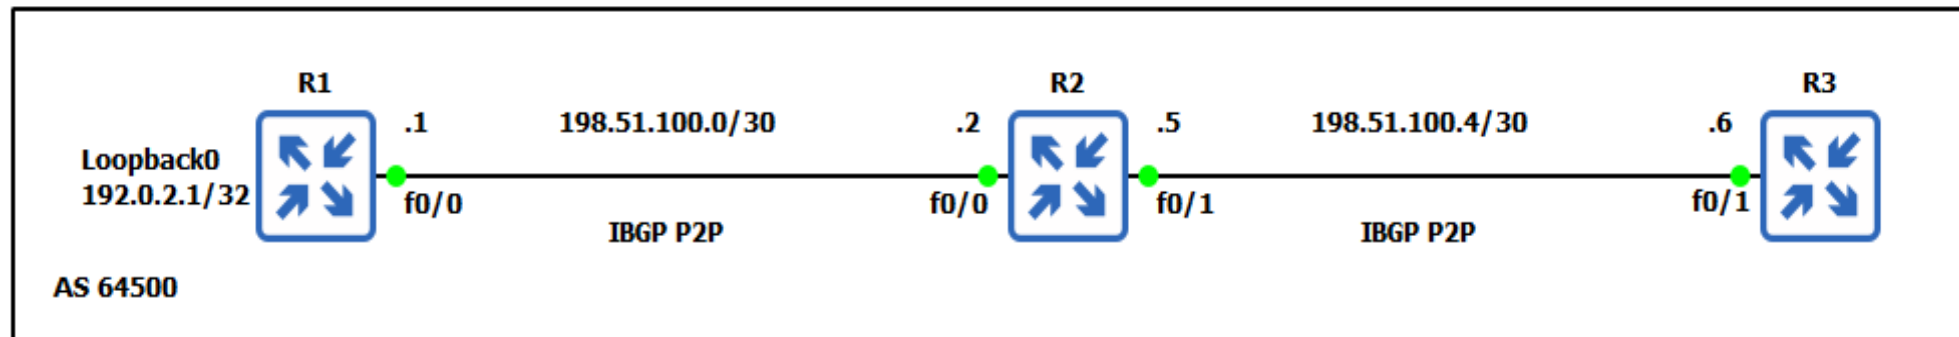 R1
R2
R3
.1
198.51.100.0/30
.2
.5
198.51.100.4/30
.6
Loopback0
192.0.2.1/32
f0/0
f0/0
f0/1
f0/1
IBGP P2P
IBGP P2P
AS 64500